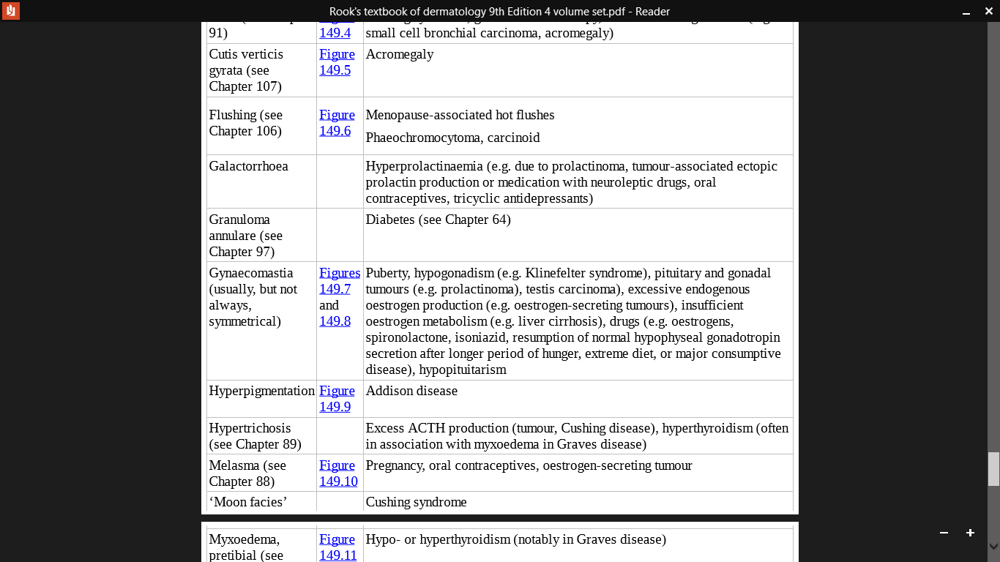 Rook's textbook of dermatology 9th Edition 4 volume set.pdf - Reader
91)
149.4
small cell bronchial carcinoma, acromegaly)
Cutis verticis
gyrata (see
Chapter 107)
Figure
149.5
Acromegaly
Flushing (see
Chapter 106)
Figure
149.6
Menopause-associated hot flushes
Phaeochromocytoma, carcinoid
Galactorrhoea
Hyperprolactinaemia (e.g. due to prolactinoma, tumour-associated ectopic
prolactin production or medication with neuroleptic drugs, oral
contraceptives, tricyclic antidepressants)
Granuloma
annulare (see
Chapter 97)
Diabetes (see Chapter 64)
Gynaecomastia
(usually, but not
always,
symmetrical)
Figures
149.7
and
149.8
Puberty, hypogonadism (e.g. Klinefelter syndrome), pituitary and gonadal
tumours (e.g. prolactinoma), testis carcinoma), excessive endogenous
oestrogen production (e.g. oestrogen-secreting tumours), insufficient
oestrogen metabolism (e.g. liver cirrhosis), drugs (e.g. oestrogens,
spironolactone, isoniazid, resumption of normal hypophyseal gonadotropin
secretion after longer period of hunger, extreme diet, or major consumptive
disease), hypopituitarism
Hyperpigmentation
Figure
149.9
Addison disease
Hypertrichosis
(see Chapter 89)
Excess ACTH production (tumour, Cushing disease), hyperthyroidism (often
in association with myxoedema in Graves disease)
Melasma (see
Chapter 88)
Figure
149.10
Pregnancy, oral contraceptives, oestrogen-secreting tumour
‘Moon facies’
Cushing syndrome
Myxoedema,
pretibial (see
Figure
149.11
Hypo- or hyperthyroidism (notably in Graves disease)